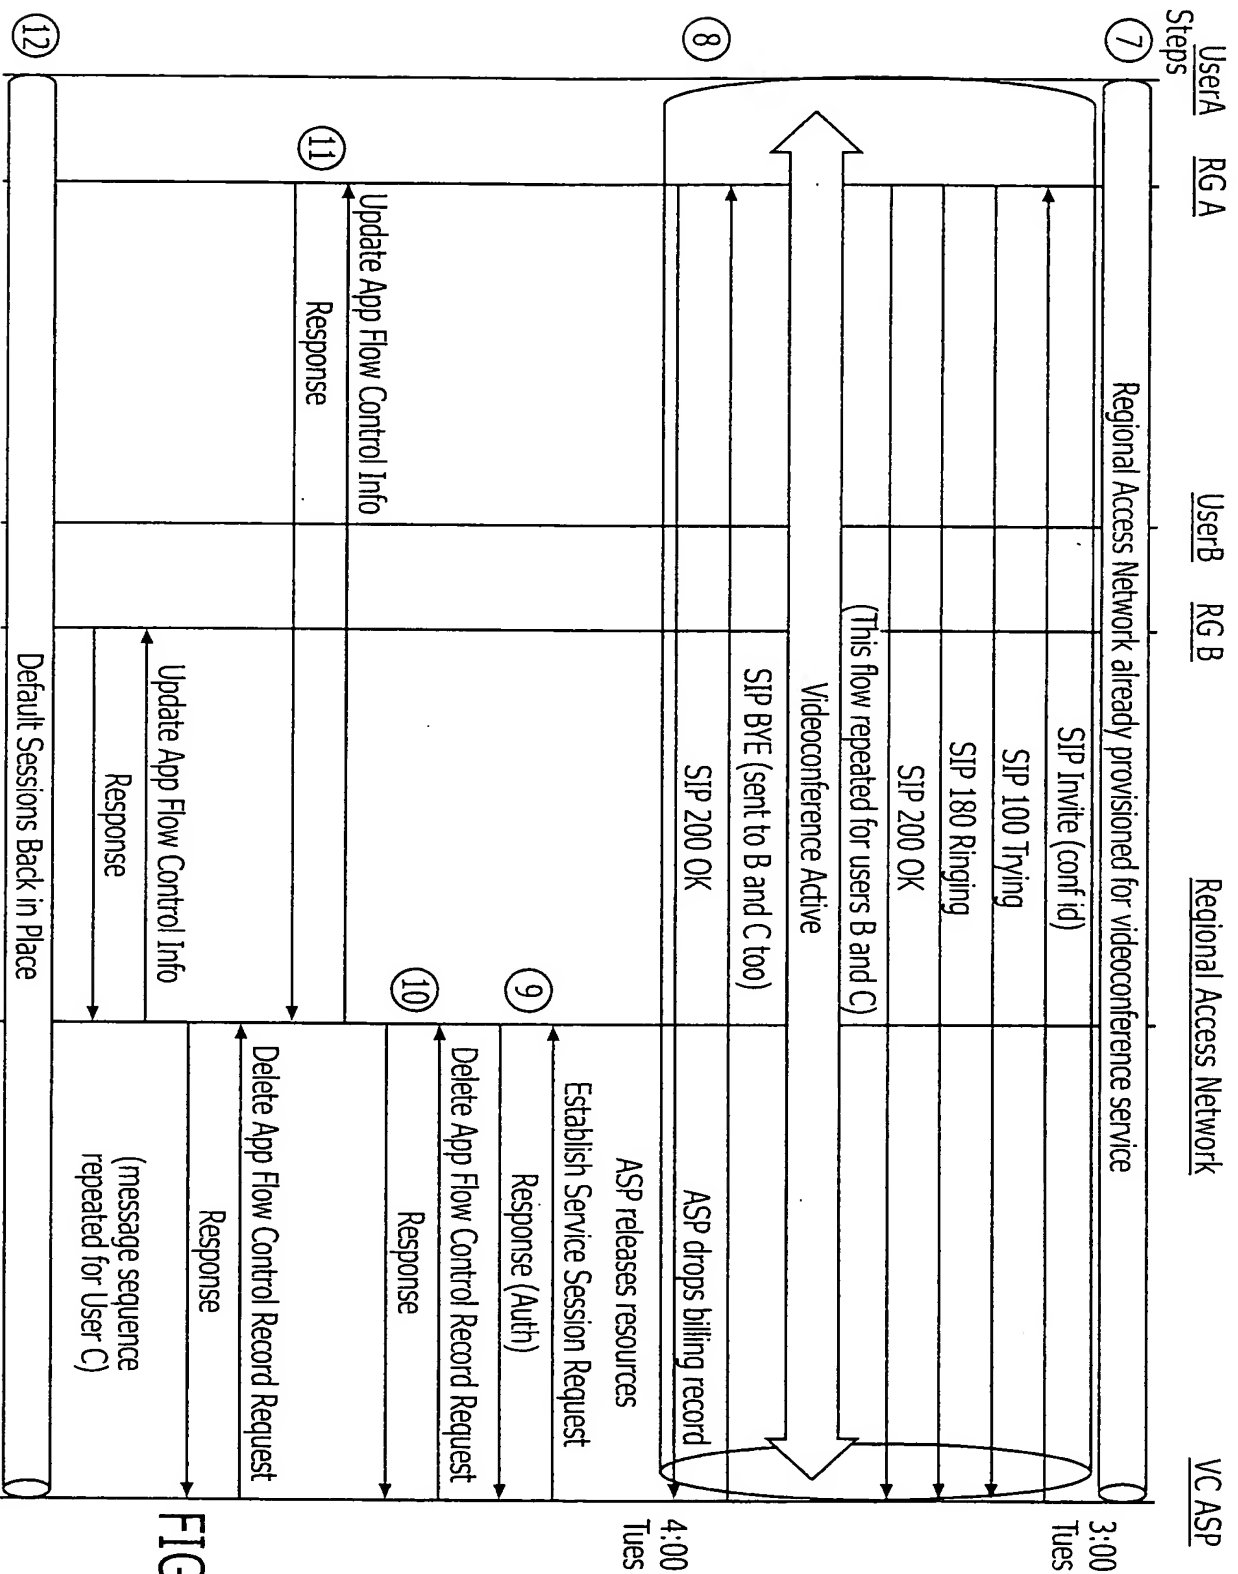 UserA
RG A
UserB
RG B
Regional Access Network
VC ASP
Steps
7
Regional Access Network already provisioned for videoconference service
3:00
Tues
SIP Invite (conf id)
SIP 100 Trying
SIP 180 Ringing
SIP 200 OK
(This flow repeated for users B and C)
Videoconference Active
8
SIP BYE (sent to B and C too)
SIP 200 OK
ASP drops billing record
4:00
Tues
ASP releases resources
Establish Service Session Request
9
Response (Auth)
Delete App Flow Control Record Request
10
Response
Update App Flow Control Info
11
Response
Delete App Flow Control Record Request
Response
Update App Flow Control Info
Response
(message sequence
repeated for User C)
12
Default Sessions Back in Place
FIG